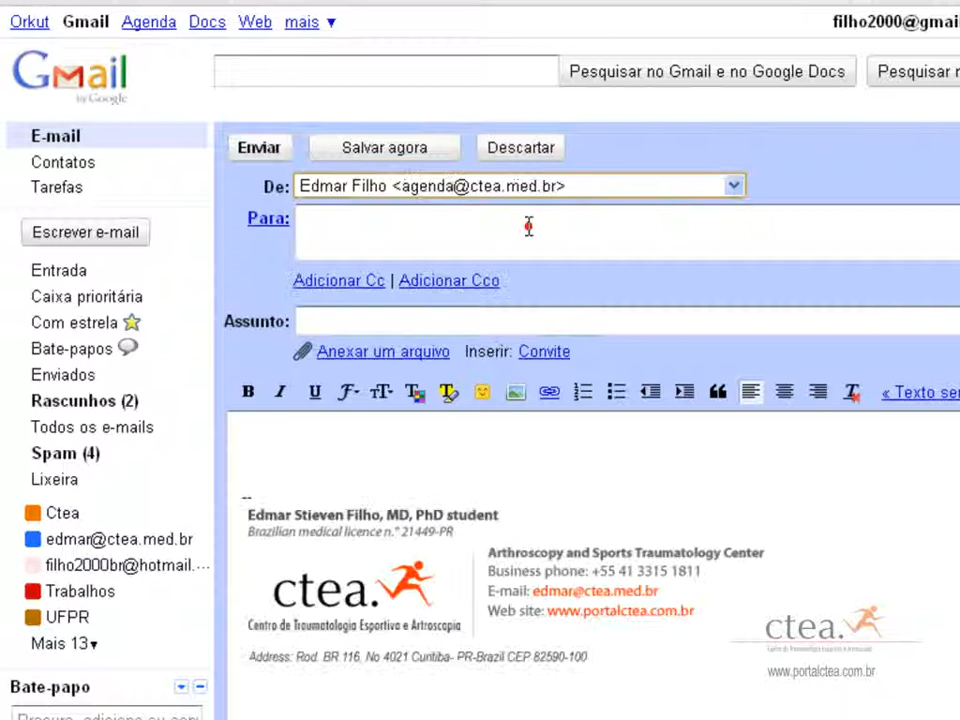 Orkut Gmail Agenda Docs Web mais ▼
filho2000@gmai
Gmail
by Google
Pesquisar no Gmail e no Google Docs
Pesquisar n
E-mail
Contatos
Tarefas
Escrever e-mail
Entrada
Caixa prioritária
Com estrela
Bate-papos
Enviados
Rascunhos (2)
Todos os e-mails
Spam (4)
Lixeira
Ctea
edmar@ctea.med.br
filho2000br@hotmail....
Trabalhos
UFPR
Mais 13▼
Bate-papo
Enviar
Salvar agora
Descartar
De: Edmar Filho <agenda@ctea.med.br>
Para:
Adicionar Cc | Adicionar Cco
Assunto:
Anexar um arquivo Inserir: Convite
« Texto ser
--
Edmar Stieven Filho, MD, PhD student
Brazilian medical licence n.° 21449-PR
ctea.
Centro de Traumatologia Esportiva e Artroscopia
Arthroscopy and Sports Traumatology Center
Business phone: +55 41 3315 1811
E-mail: edmar@ctea.med.br
Web site: www.portalctea.com.br
Address: Rod. BR 116, No 4021 Curitiba- PR-Brazil CEP 82590-100
ctea.
www.portalctea.com.br